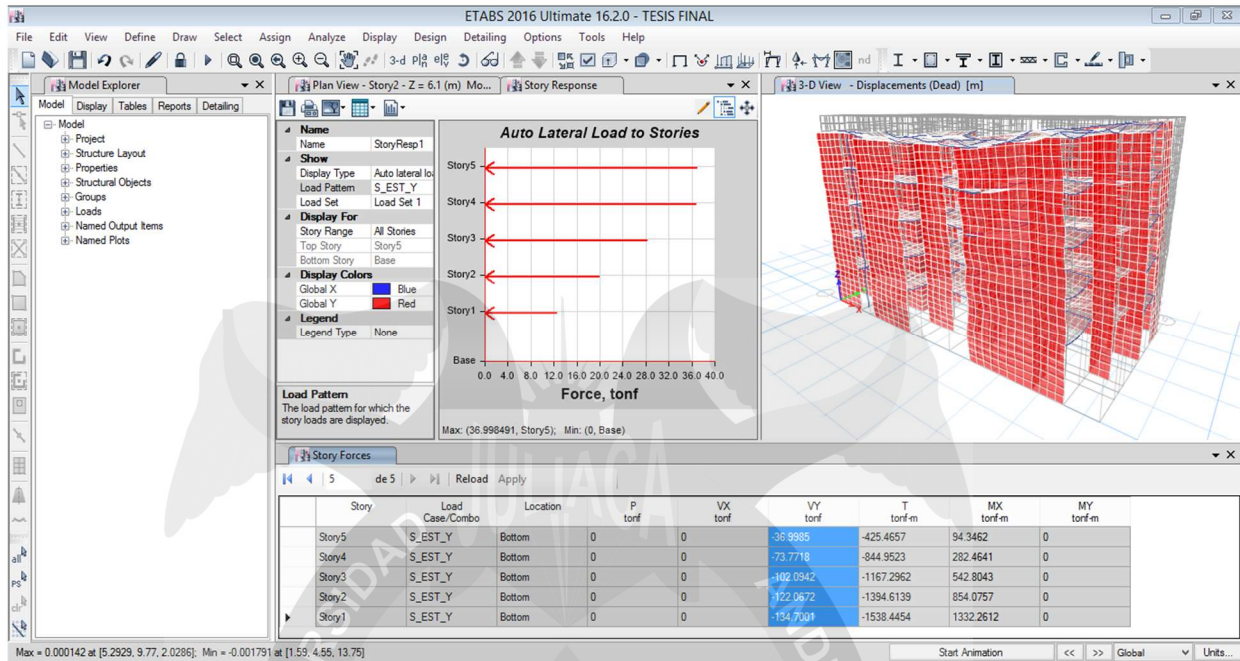 ETABS 2016 Ultimate 16.2.0 - TESIS FINAL
File Edit View Define Draw Select Assign Analyze Display Design Detailing Options Tools Help
3-d
nd
Model Explorer
Model Display Tables Reports Detailing
Model
Project
Structure Layout
Properties
Structural Objects
Groups
Loads
Named Output Items
Named Plots
all
PS
clr
Plan View - Story2 - Z = 6.1 (m) Mo... Story Response
Name
Name StoryResp1
Show
Display Type Auto lateral loa
Load Pattern S_EST_Y
Load Set Load Set 1
Display For
Story Range All Stories
Top Story Story5
Bottom Story Base
Display Colors
Global X Blue
Global Y Red
Legend
Legend Type None
Load Pattern
The load pattern for which the
story loads are displayed.
Auto Lateral Load to Stories
Story5
Story4
Story3
Story2
Story1
Base
0.0 4.0 8.0 12.0 16.0 20.0 24.0 28.0 32.0 36.0 40.0
Force, tonf
Max: (36.998491, Story5); Min: (0, Base)
3-D View - Displacements (Dead) [m]
Z
X
Story Forces
5 de 5 Reload Apply
Story Load Case/Combo Location P tonf VX tonf VY tonf T tonf-m MX tonf-m MY tonf-m
Story5 S_EST_Y Bottom 0 0 -36.9985 -425.4657 94.3462 0
Story4 S_EST_Y Bottom 0 0 -73.7718 -844.9523 282.4641 0
Story3 S_EST_Y Bottom 0 0 -102.0942 -1167.2962 542.8043 0
Story2 S_EST_Y Bottom 0 0 -122.0672 -1394.6139 854.0757 0
Story1 S_EST_Y Bottom 0 0 -134.7001 -1538.4454 1332.2612 0
JULIACA
Max = 0.000142 at [5.2929, 9.77, 2.0286]; Min = -0.001791 at [1.59, 4.55, 13.75]
Start Animation << >> Global Units...